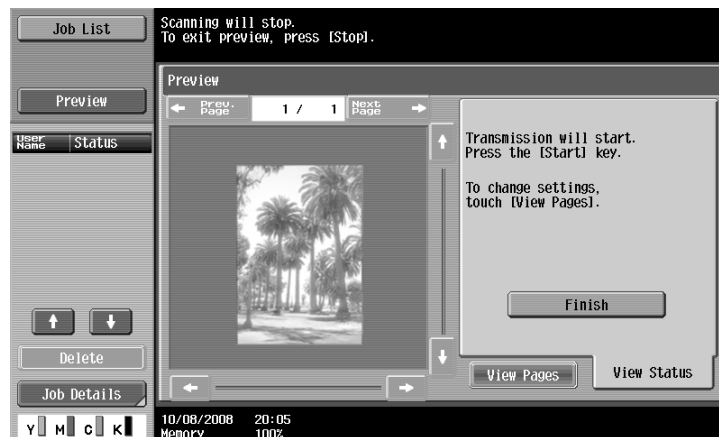 Job List
Scanning will stop.
To exit preview, press [Stop].
Preview
Preview
Prev. Page
1 / 1
Next Page
User Name
Status
Transmission will start.
Press the [Start] key.
To change settings,
touch [View Pages].
Finish
Delete
View Pages
View Status
Job Details
Y M C K
10/08/2008 20:05
Memory 100%